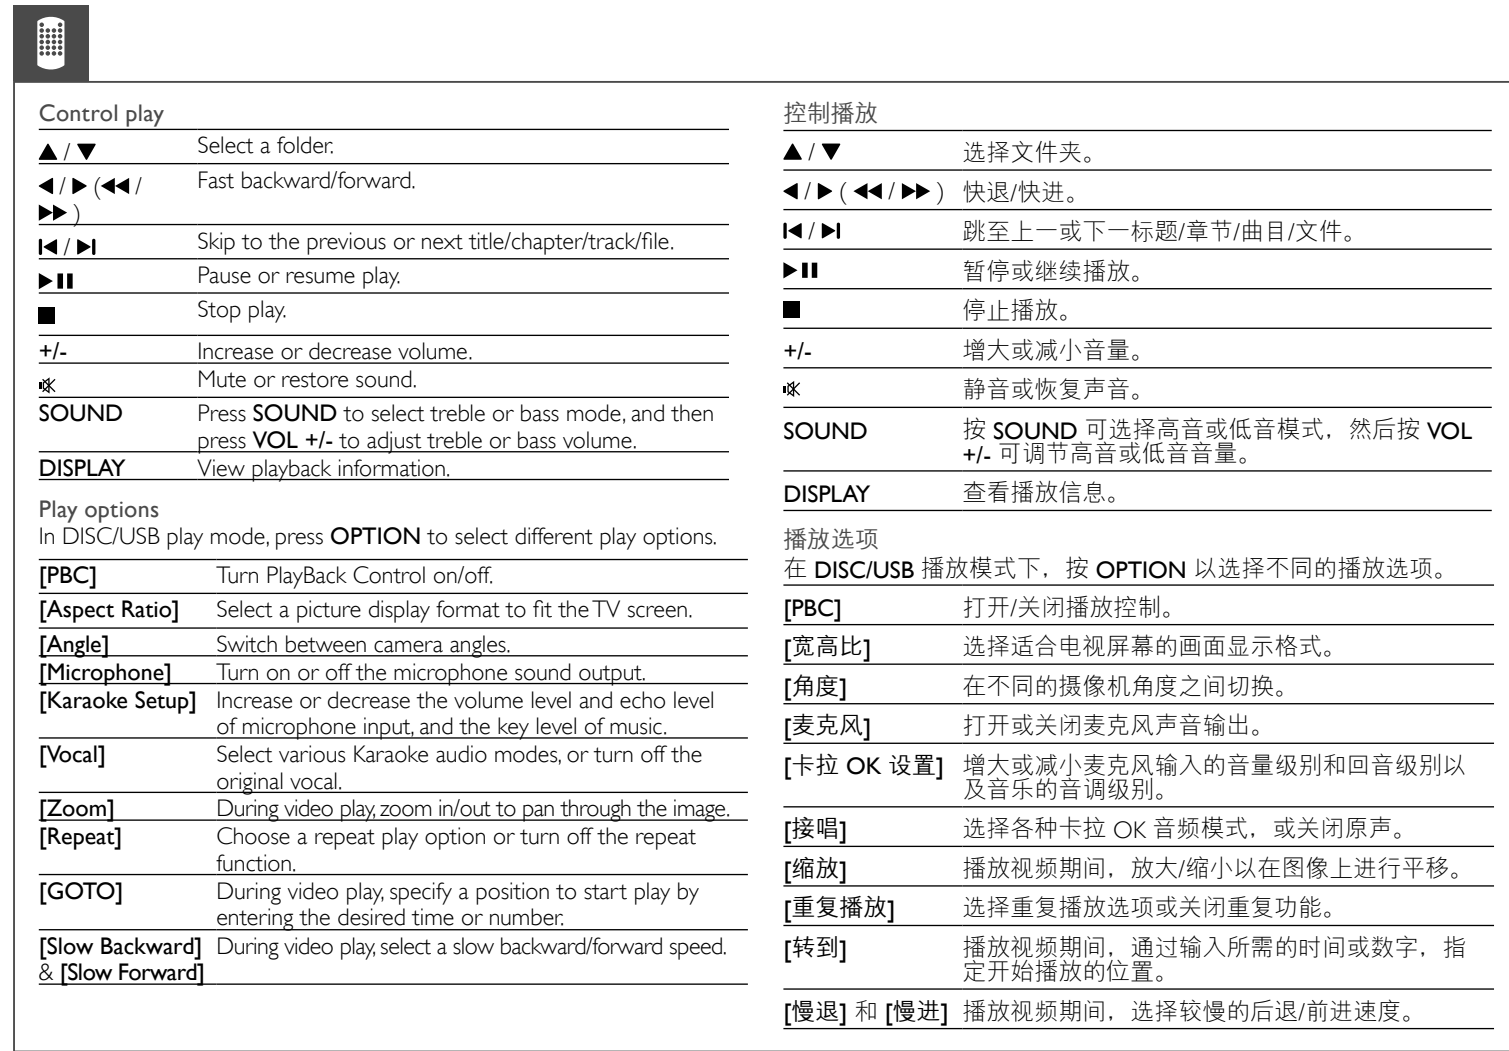 Control play
▲ / ▼ Select a folder.
◀ / ▶ (◀◀ / Fast backward/forward.
▶▶ )
|◀ / ▶| Skip to the previous or next title/chapter/track/file.
▶❚❚ Pause or resume play.
■ Stop play.
+/- Increase or decrease volume.
Mute or restore sound.
SOUND Press SOUND to select treble or bass mode, and then
press VOL +/- to adjust treble or bass volume.
DISPLAY View playback information.
Play options
In DISC/USB play mode, press OPTION to select different play options.
[PBC] Turn PlayBack Control on/off.
[Aspect Ratio] Select a picture display format to fit the TV screen.
[Angle] Switch between camera angles.
[Microphone] Turn on or off the microphone sound output.
[Karaoke Setup] Increase or decrease the volume level and echo level
of microphone input, and the key level of music.
[Vocal] Select various Karaoke audio modes, or turn off the
original vocal.
[Zoom] During video play, zoom in/out to pan through the image.
[Repeat] Choose a repeat play option or turn off the repeat
function.
[GOTO] During video play, specify a position to start play by
entering the desired time or number.
[Slow Backward] During video play, select a slow backward/forward speed.
& [Slow Forward]
控制播放
▲ / ▼ 选择文件夹。
◀ / ▶ ( ◀◀ / ▶▶ ) 快退/快进。
|◀ / ▶| 跳至上一或下一标题/章节/曲目/文件。
▶❚❚ 暂停或继续播放。
■ 停止播放。
+/- 增大或减小音量。
静音或恢复声音。
SOUND 按 SOUND 可选择高音或低音模式，然后按 VOL
+/- 可调节高音或低音音量。
DISPLAY 查看播放信息。
播放选项
在 DISC/USB 播放模式下，按 OPTION 以选择不同的播放选项。
[PBC] 打开/关闭播放控制。
[宽高比] 选择适合电视屏幕的画面显示格式。
[角度] 在不同的摄像机角度之间切换。
[麦克风] 打开或关闭麦克风声音输出。
[卡拉 OK 设置] 增大或减小麦克风输入的音量级别和回音级别以
及音乐的音调级别。
[接唱] 选择各种卡拉 OK 音频模式，或关闭原声。
[缩放] 播放视频期间，放大/缩小以在图像上进行平移。
[重复播放] 选择重复播放选项或关闭重复功能。
[转到] 播放视频期间，通过输入所需的时间或数字，指
定开始播放的位置。
[慢退] 和 [慢进] 播放视频期间，选择较慢的后退/前进速度。